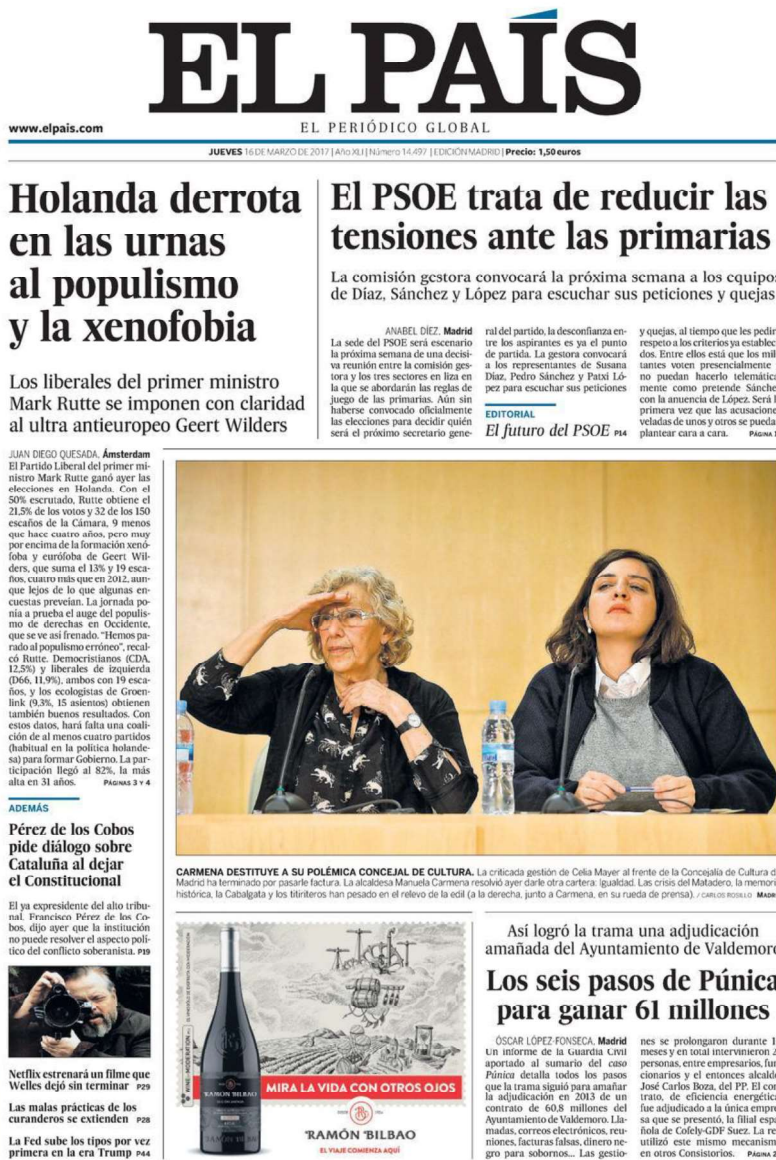 EL PAÍS
www.elpais.com
EL PERIÓDICO GLOBAL
JUEVES 16 DE MARZO DE 2017 | Año XLI | Número 14.497 | EDICIÓN MADRID | Precio: 1,50 euros
Holanda derrota
en las urnas
al populismo
y la xenofobia
Los liberales del primer ministro
Mark Rutte se imponen con claridad
al ultra antieuropeo Geert Wilders
JUAN DIEGO QUESADA, Ámsterdam
El Partido Liberal del primer mi-
nistro Mark Rutte ganó ayer las
elecciones en Holanda. Con el
50% escrutado, Rutte obtiene el
21,5% de los votos y 32 de los 150
escaños de la Cámara, 9 menos
que hace cuatro años, pero muy
por encima de la formación xenó-
foba y eurófoba de Geert Wil-
ders, que suma el 13% y 19 esca-
ños, cuatro más que en 2012, aun-
que lejos de lo que algunas en-
cuestas preveían. La jornada po-
nía a prueba el auge del populis-
mo de derechas en Occidente,
que se ve así frenado. "Hemos pa-
rado al populismo erróneo", recal-
có Rutte. Democristianos (CDA,
12,5%) y liberales de izquierda
(D66, 11,9%), ambos con 19 esca-
ños, y los ecologistas de Groen-
link (9,3%, 15 asientos) obtienen
también buenos resultados. Con
estos datos, hará falta una coali-
ción de al menos cuatro partidos
(habitual en la política holande-
sa) para formar Gobierno. La par-
ticipación llegó al 82%, la más
alta en 31 años. PÁGINAS 3 Y 4
El PSOE trata de reducir las
tensiones ante las primarias
La comisión gestora convocará la próxima semana a los equipos
de Díaz, Sánchez y López para escuchar sus peticiones y quejas
ANABEL DÍEZ, Madrid
La sede del PSOE será escenario
la próxima semana de una decisi-
va reunión entre la comisión ges-
tora y los tres sectores en liza en
la que se abordarán las reglas de
juego de las primarias. Aún sin
haberse convocado oficialmente
las elecciones para decidir quién
será el próximo secretario gene-
ral del partido, la desconfianza en-
tre los aspirantes es ya el punto
de partida. La gestora convocará
a los representantes de Susana
Díaz, Pedro Sánchez y Patxi Ló-
pez para escuchar sus peticiones
y quejas, al tiempo que les pedir
respeto a los criterios ya establec
dos. Entre ellos está que los mili
tantes voten presencialmente
no puedan hacerlo telemática
mente como pretende Sánche
con la anuencia de López. Será l
primera vez que las acusacione
veladas de unos y otros se pueda
plantear cara a cara. PÁGINA 1
EDITORIAL
El futuro del PSOE P14
CARMENA DESTITUYE A SU POLÉMICA CONCEJAL DE CULTURA. La criticada gestión de Celia Mayer al frente de la Concejalía de Cultura d
Madrid ha terminado por pasarle factura. La alcaldesa Manuela Carmena resolvió ayer darle otra cartera: Igualdad. Las crisis del Matadero, la memori
histórica, la Cabalgata y los titiriteros han pesado en el relevo de la edil (a la derecha, junto a Carmena, en su rueda de prensa). / CARLOS ROSILLO MADR
ADEMÁS
Pérez de los Cobos
pide diálogo sobre
Cataluña al dejar
el Constitucional
El ya expresidente del alto tribu-
nal, Francisco Pérez de los Co-
bos, dijo ayer que la institución
no puede resolver el aspecto polí-
tico del conflicto soberanista. P19
Netflix estrenará un filme que
Welles dejó sin terminar P29
Las malas prácticas de los
curanderos se extienden P28
La Fed sube los tipos por vez
primera en la era Trump P44
WINE in MODERATION
EL VINO SÓLO SE DISFRUTA CON MODERACIÓN
RAMÓN BILBAO
MIRA LA VIDA CON OTROS OJOS
RAMÓN BILBAO
EL VIAJE COMIENZA AQUÍ
Así logró la trama una adjudicación
amañada del Ayuntamiento de Valdemoro
Los seis pasos de Púnica
para ganar 61 millones
ÓSCAR LÓPEZ-FONSECA, Madrid
Un informe de la Guardia Civil
aportado al sumario del caso
Púnica detalla todos los pasos
que la trama siguió para amañar
la adjudicación en 2013 de un
contrato de 60,8 millones del
Ayuntamiento de Valdemoro. Lla-
madas, correos electrónicos, reu-
niones, facturas falsas, dinero ne-
gro para sobornos... Las gestio-
nes se prolongaron durante 1
meses y en total intervinieron 2
personas, entre empresarios, fun
cionarios y el entonces alcalde
José Carlos Boza, del PP. El con
trato, de eficiencia energética
fue adjudicado a la única empre
sa que se presentó, la filial espa
ñola de Cofely-GDF Suez. La re
utilizó este mismo mecanismo
en otros Consistorios. PÁGINA 2